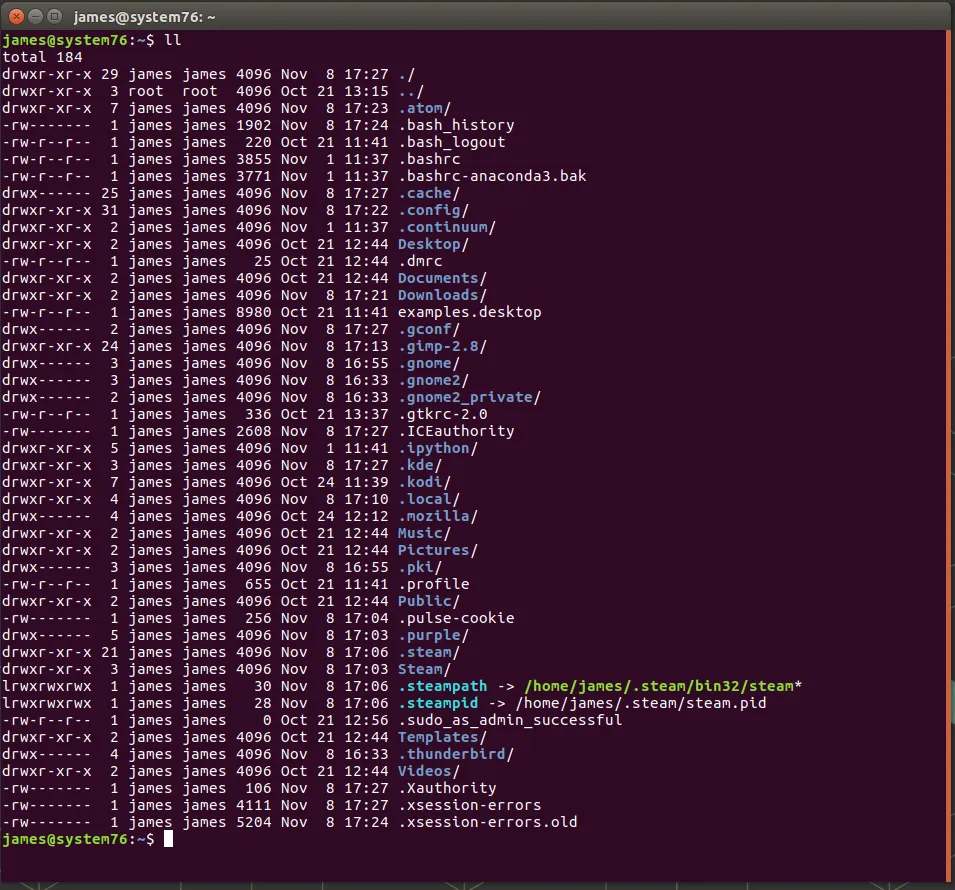 james@system76: ~
james@system76:~$ ll
total 184
drwxr-xr-x 29 james james 4096 Nov  8 17:27 ./
drwxr-xr-x  3 root  root  4096 Oct 21 13:15 ../
drwxr-xr-x  7 james james 4096 Nov  8 17:23 .atom/
-rw-------  1 james james 1902 Nov  8 17:24 .bash_history
-rw-r--r--  1 james james  220 Oct 21 11:41 .bash_logout
-rw-r--r--  1 james james 3855 Nov  1 11:37 .bashrc
-rw-r--r--  1 james james 3771 Nov  1 11:37 .bashrc-anaconda3.bak
drwx------ 25 james james 4096 Nov  8 17:27 .cache/
drwxr-xr-x 31 james james 4096 Nov  8 17:22 .config/
drwxr-xr-x  2 james james 4096 Nov  1 11:37 .continuum/
drwxr-xr-x  2 james james 4096 Oct 21 12:44 Desktop/
-rw-r--r--  1 james james   25 Oct 21 12:44 .dmrc
drwxr-xr-x  2 james james 4096 Oct 21 12:44 Documents/
drwxr-xr-x  2 james james 4096 Nov  8 17:21 Downloads/
-rw-r--r--  1 james james 8980 Oct 21 11:41 examples.desktop
drwx------  2 james james 4096 Nov  8 17:27 .gconf/
drwxr-xr-x 24 james james 4096 Nov  8 17:13 .gimp-2.8/
drwx------  3 james james 4096 Nov  8 16:55 .gnome/
drwx------  3 james james 4096 Nov  8 16:33 .gnome2/
drwx------  2 james james 4096 Nov  8 16:33 .gnome2_private/
-rw-r--r--  1 james james  336 Oct 21 13:37 .gtkrc-2.0
-rw-------  1 james james 2608 Nov  8 17:27 .ICEauthority
drwxr-xr-x  5 james james 4096 Nov  1 11:41 .ipython/
drwxr-xr-x  3 james james 4096 Nov  8 17:27 .kde/
drwxr-xr-x  7 james james 4096 Oct 24 11:39 .kodi/
drwxr-xr-x  4 james james 4096 Nov  8 17:10 .local/
drwx------  4 james james 4096 Oct 24 12:12 .mozilla/
drwxr-xr-x  2 james james 4096 Oct 21 12:44 Music/
drwxr-xr-x  2 james james 4096 Oct 21 12:44 Pictures/
drwx------  3 james james 4096 Nov  8 16:55 .pki/
-rw-r--r--  1 james james  655 Oct 21 11:41 .profile
drwxr-xr-x  2 james james 4096 Oct 21 12:44 Public/
-rw-------  1 james james  256 Nov  8 17:04 .pulse-cookie
drwx------  5 james james 4096 Nov  8 17:03 .purple/
drwxr-xr-x 21 james james 4096 Nov  8 17:06 .steam/
drwxr-xr-x  3 james james 4096 Nov  8 17:03 Steam/
lrwxrwxrwx  1 james james   30 Nov  8 17:06 .steampath -> /home/james/.steam/bin32/steam*
lrwxrwxrwx  1 james james   28 Nov  8 17:06 .steampid -> /home/james/.steam/steam.pid
-rw-r--r--  1 james james    0 Oct 21 12:56 .sudo_as_admin_successful
drwxr-xr-x  2 james james 4096 Oct 21 12:44 Templates/
drwx------  4 james james 4096 Nov  8 16:33 .thunderbird/
drwxr-xr-x  2 james james 4096 Oct 21 12:44 Videos/
-rw-------  1 james james  106 Nov  8 17:27 .Xauthority
-rw-------  1 james james 4111 Nov  8 17:27 .xsession-errors
-rw-------  1 james james 5204 Nov  8 17:24 .xsession-errors.old
james@system76:~$